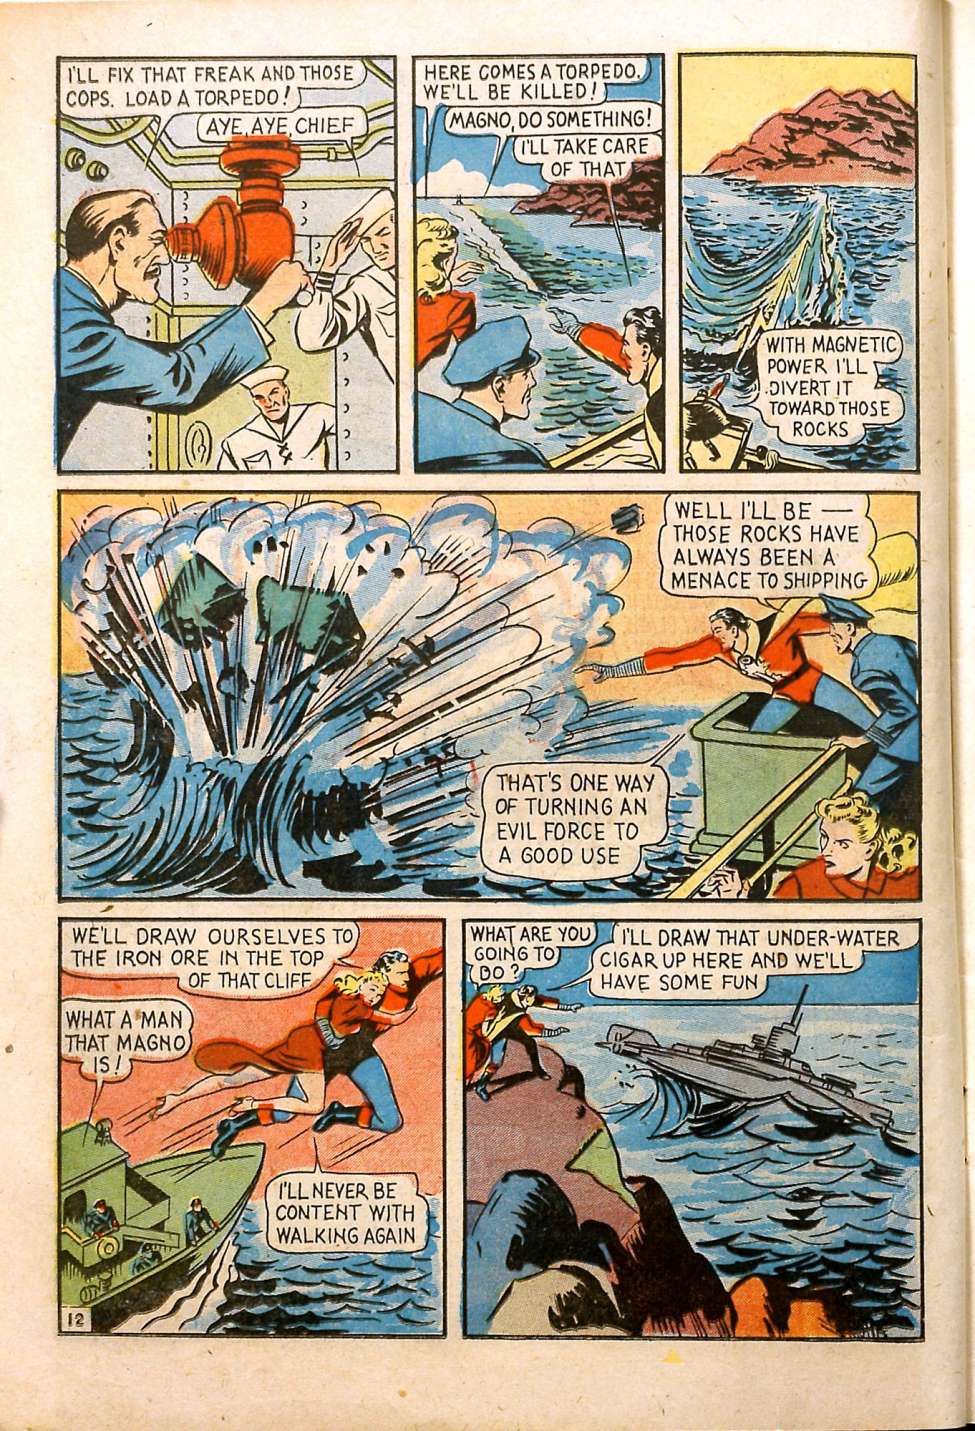 I'LL FIX THAT FREAK AND THOSE
COPS. LOAD A TORPEDO!
AYE, AYE, CHIEF
HERE COMES A TORPEDO.
WE'LL BE KILLED!
MAGNO, DO SOMETHING!
I'LL TAKE CARE
OF THAT
WITH MAGNETIC
POWER I'LL
DIVERT IT
TOWARD THOSE
ROCKS
WELL I'LL BE —
THOSE ROCKS HAVE
ALWAYS BEEN A
MENACE TO SHIPPING
THAT'S ONE WAY
OF TURNING AN
EVIL FORCE TO
A GOOD USE
WE'LL DRAW OURSELVES TO
THE IRON ORE IN THE TOP
OF THAT CLIFF
WHAT A MAN
THAT MAGNO
IS!
I'LL NEVER BE
CONTENT WITH
WALKING AGAIN
12
WHAT ARE YOU
GOING TO
DO?
I'LL DRAW THAT UNDER-WATER
CIGAR UP HERE AND WE'LL
HAVE SOME FUN